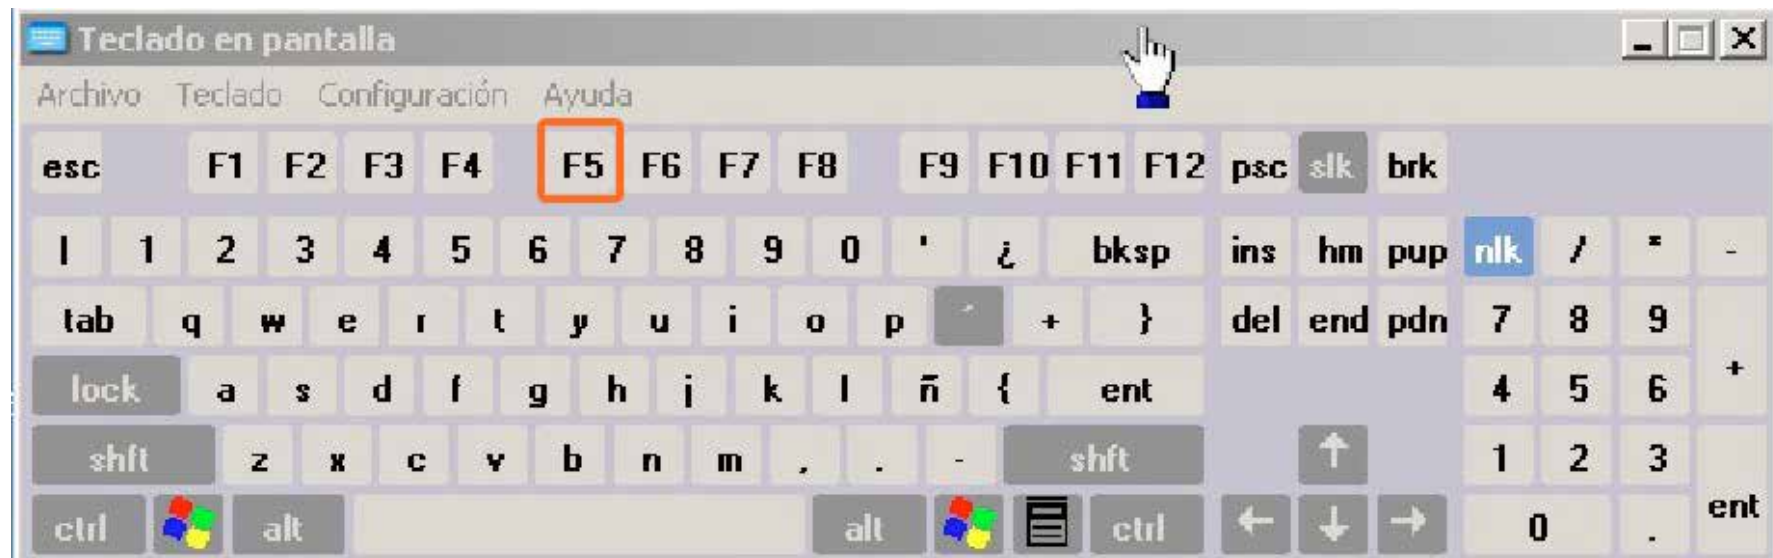 Teclado en pantalla
Archivo Teclado Configuración Ayuda
esc F1 F2 F3 F4 F5 F6 F7 F8 F9 F10 F11 F12 psc slk brk
| 1 2 3 4 5 6 7 8 9 0 ' ¿ bksp ins hm pup nlk / * -
tab q w e r t y u i o p ´ + } del end pdn 7 8 9
lock a s d f g h j k l ñ { ent 4 5 6 +
shft z x c v b n m , . - shft ↑ 1 2 3
ctrl alt alt ctrl ← ↓ → 0 . ent